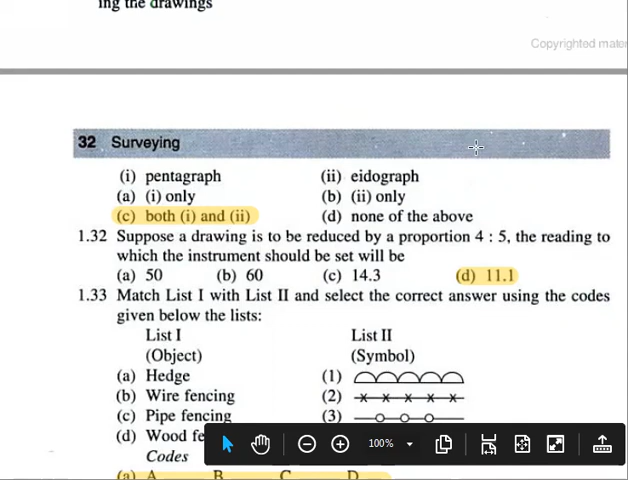 ing the drawings
Copyrighted mater
32 Surveying
(i) pentagraph (ii) eidograph
(a) (i) only (b) (ii) only
(c) both (i) and (ii) (d) none of the above
1.32 Suppose a drawing is to be reduced by a proportion 4 : 5, the reading to
which the instrument should be set will be
(a) 50 (b) 60 (c) 14.3 (d) 11.1
1.33 Match List I with List II and select the correct answer using the codes
given below the lists:
List I List II
(Object) (Symbol)
(a) Hedge (1)
(b) Wire fencing (2)
(c) Pipe fencing (3)
(d) Wood fe
100%
Codes
(a) A B C D